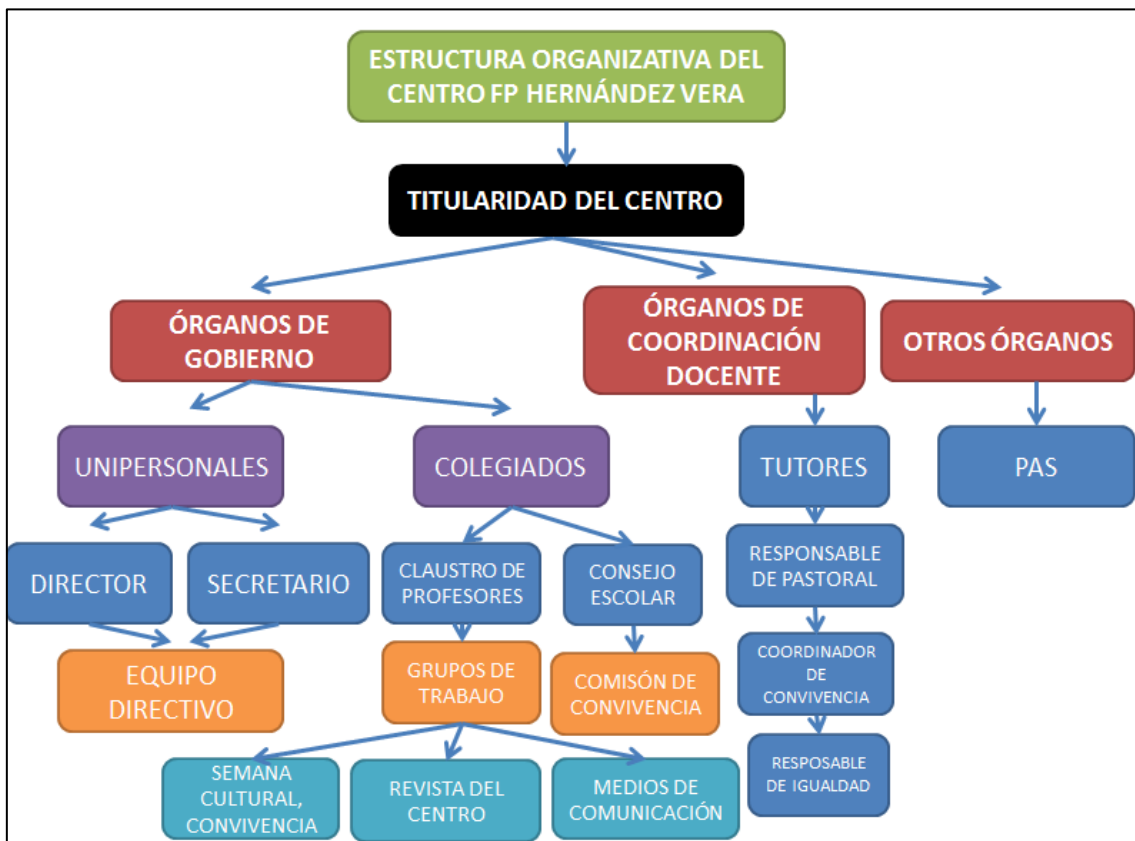 ESTRUCTURA ORGANIZATIVA DEL
CENTRO FP HERNÁNDEZ VERA
TITULARIDAD DEL CENTRO
ÓRGANOS DE
GOBIERNO
ÓRGANOS DE
COORDINACIÓN
DOCENTE
OTROS ÓRGANOS
UNIPERSONALES
COLEGIADOS
TUTORES
PAS
DIRECTOR
SECRETARIO
CLAUSTRO DE
PROFESORES
CONSEJO
ESCOLAR
RESPONSABLE
DE PASTORAL
EQUIPO
DIRECTIVO
GRUPOS DE
TRABAJO
COMISÓN DE
CONVIVENCIA
COORDINADOR
DE
CONVIVENCIA
SEMANA
CULTURAL,
CONVIVENCIA
REVISTA DEL
CENTRO
MEDIOS DE
COMUNICACIÓN
RESPOSABLE
DE IGUALDAD